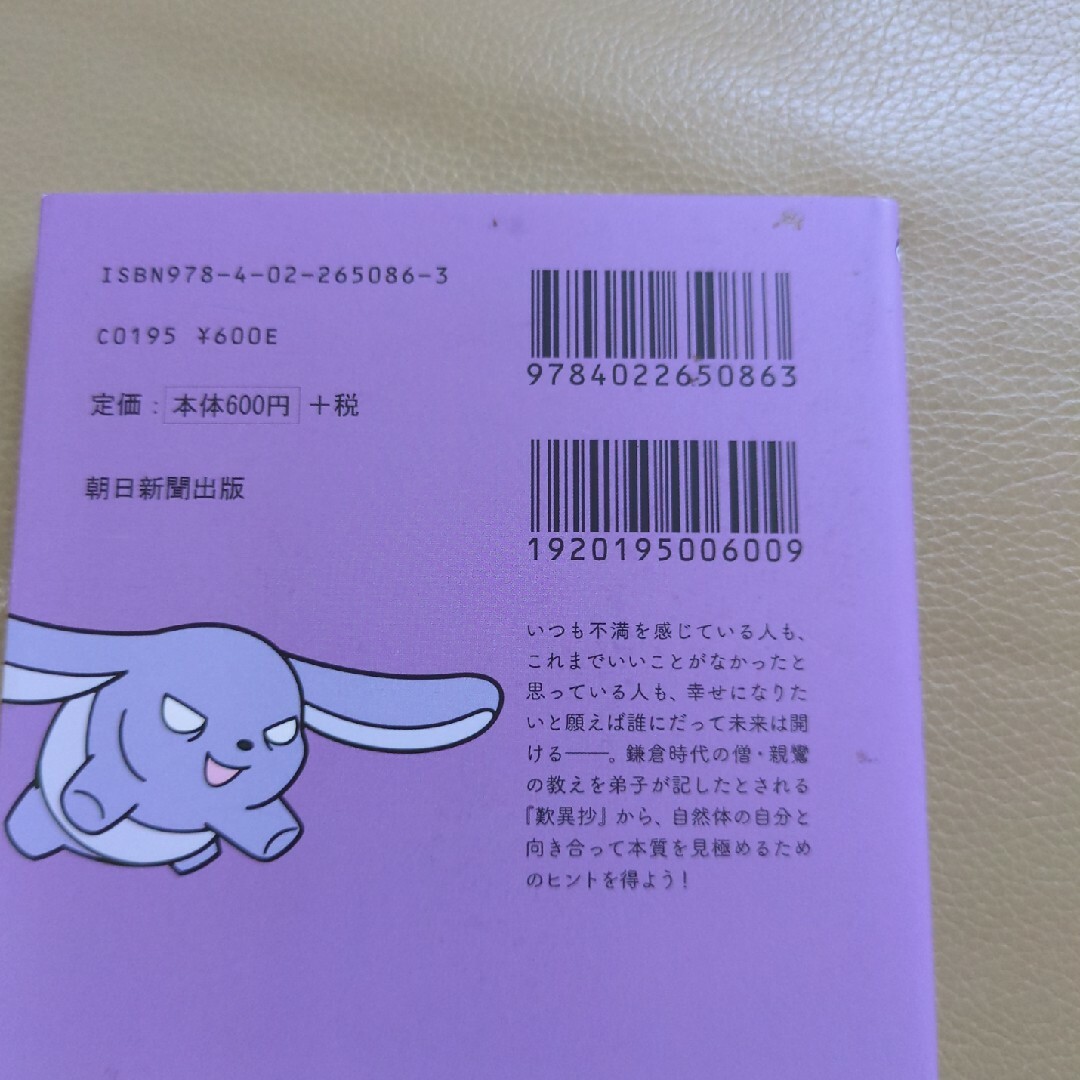 ISBN978-4-02-265086-3
C0195 ¥600E
定価：本体600円＋税
朝日新聞出版
9784022650863
1920195006009
いつも不満を感じている人も、
これまでいいことがなかったと
思っている人も、幸せになりた
いと願えば誰にだって未来は開
ける――。鎌倉時代の僧・親鸞
の教えを弟子が記したとされる
『歎異抄』から、自然体の自分と
向き合って本質を見極めるため
のヒントを得よう！